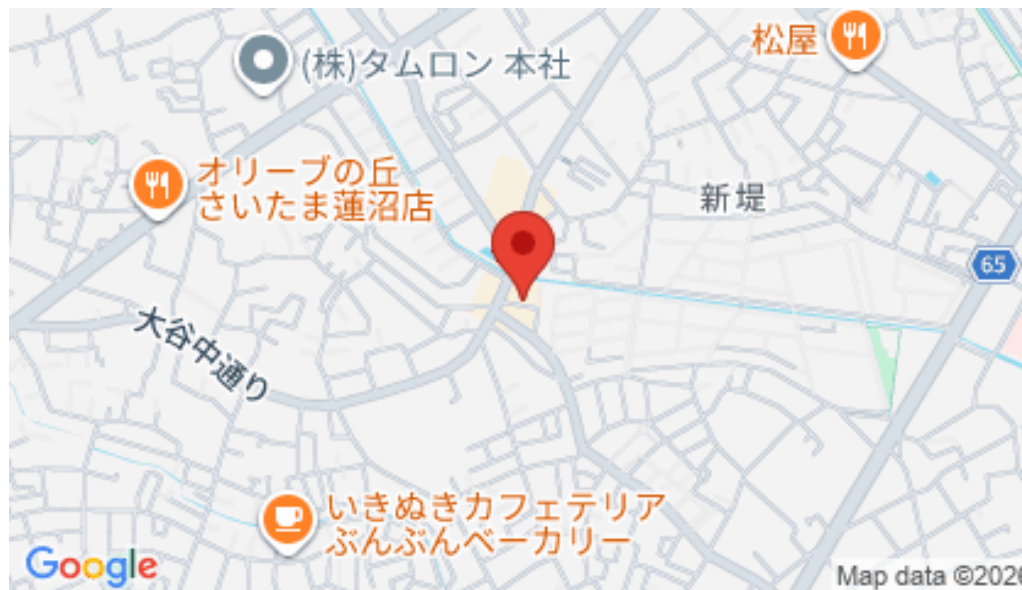 (株)タムロン 本社
松屋
オリーブの丘
さいたま蓮沼店
新堤
65
大谷中通り
いきぬきカフェテリア
ぶんぶんベーカリー
Google
Map data ©2026